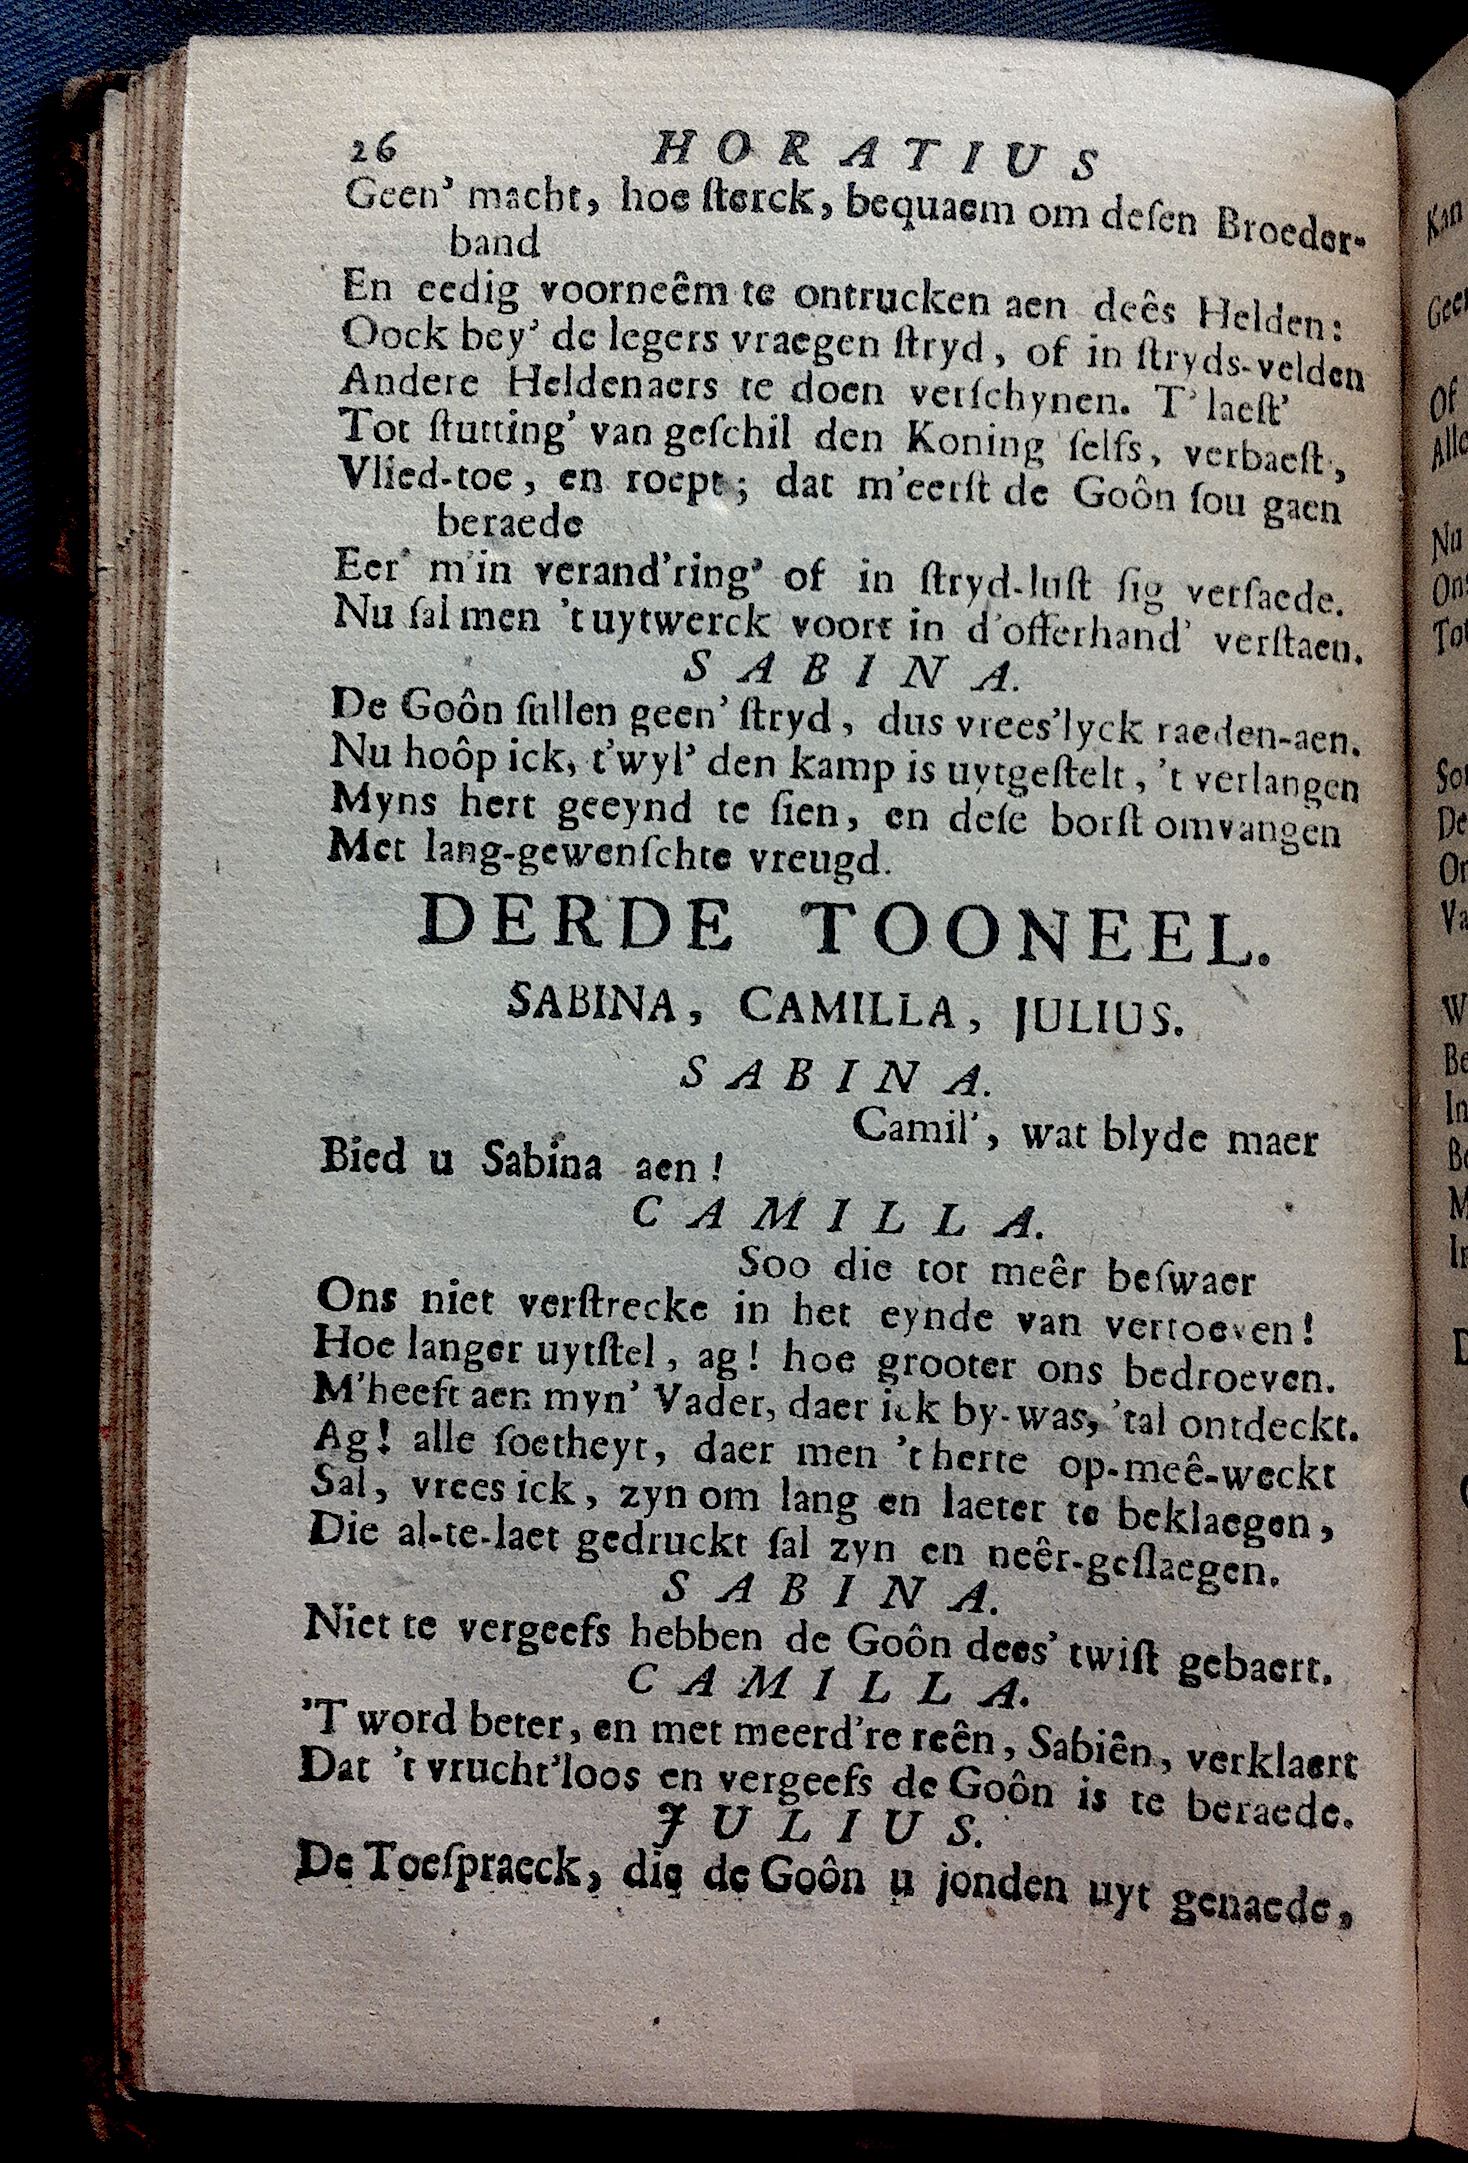 26 HORATIUS
Geen' macht, hoe ſterck, bequaem om deſen Broeder-
band
En eedig voorneêm te ontrucken aen deês Helden:
Oock bey' de legers vraegen ſtryd, of in ſtryds-velden
Andere Heldenaers te doen verſchynen. T'laeſt'
Tot ſtutting' van geſchil den Koning ſelfs, verbaeſt,
Vlied-toe, en roept; dat m'eerſt de Goôn ſou gaen
beraede
Eer' m'in verand'ring' of in ſtryd-luſt ſig verſaede.
Nu ſal men 't uytwerck voort in d'offerhand' verſtaen.
SABINA.
De Goôn ſullen geen' ſtryd, dus vrees'lyck raeden-aen.
Nu hoôp ick, t'wyl' den kamp is uytgeſtelt, 't verlangen
Myns hert geeynd te ſien, en deſe borſt omvangen
Met lang-gewenſchte vreugd.
DERDE TOONEEL.
SABINA, CAMILLA, JULIUS.
SABINA.
Camil', wat blyde maer
Bied u Sabina aen!
CAMILLA.
Soo die tot meêr beſwaer
Ons niet verſtrecke in het eynde van vertoeven!
Hoe langer uytſtel, ag! hoe grooter ons bedroeven.
M'heeft aen myn' Vader, daer ick by-was, 'tal ontdeckt.
Ag! alle ſoetheyt, daer men 't herte op-meê-weckt
Sal, vrees ick, zyn om lang en laeter te beklaegen,
Die al-te-laet gedruckt ſal zyn en neêr-geſlaegen.
SABINA.
Niet te vergeefs hebben de Goôn dees' twiſt gebaert.
CAMILLA.
'T word beter, en met meerd're reên, Sabiên, verklaert
Dat 't vrucht'loos en vergeefs de Goôn is te beraede.
JULIUS.
De Toeſpraeck, die de Goôn u jonden uyt genaede,
Kan
Of
Nu